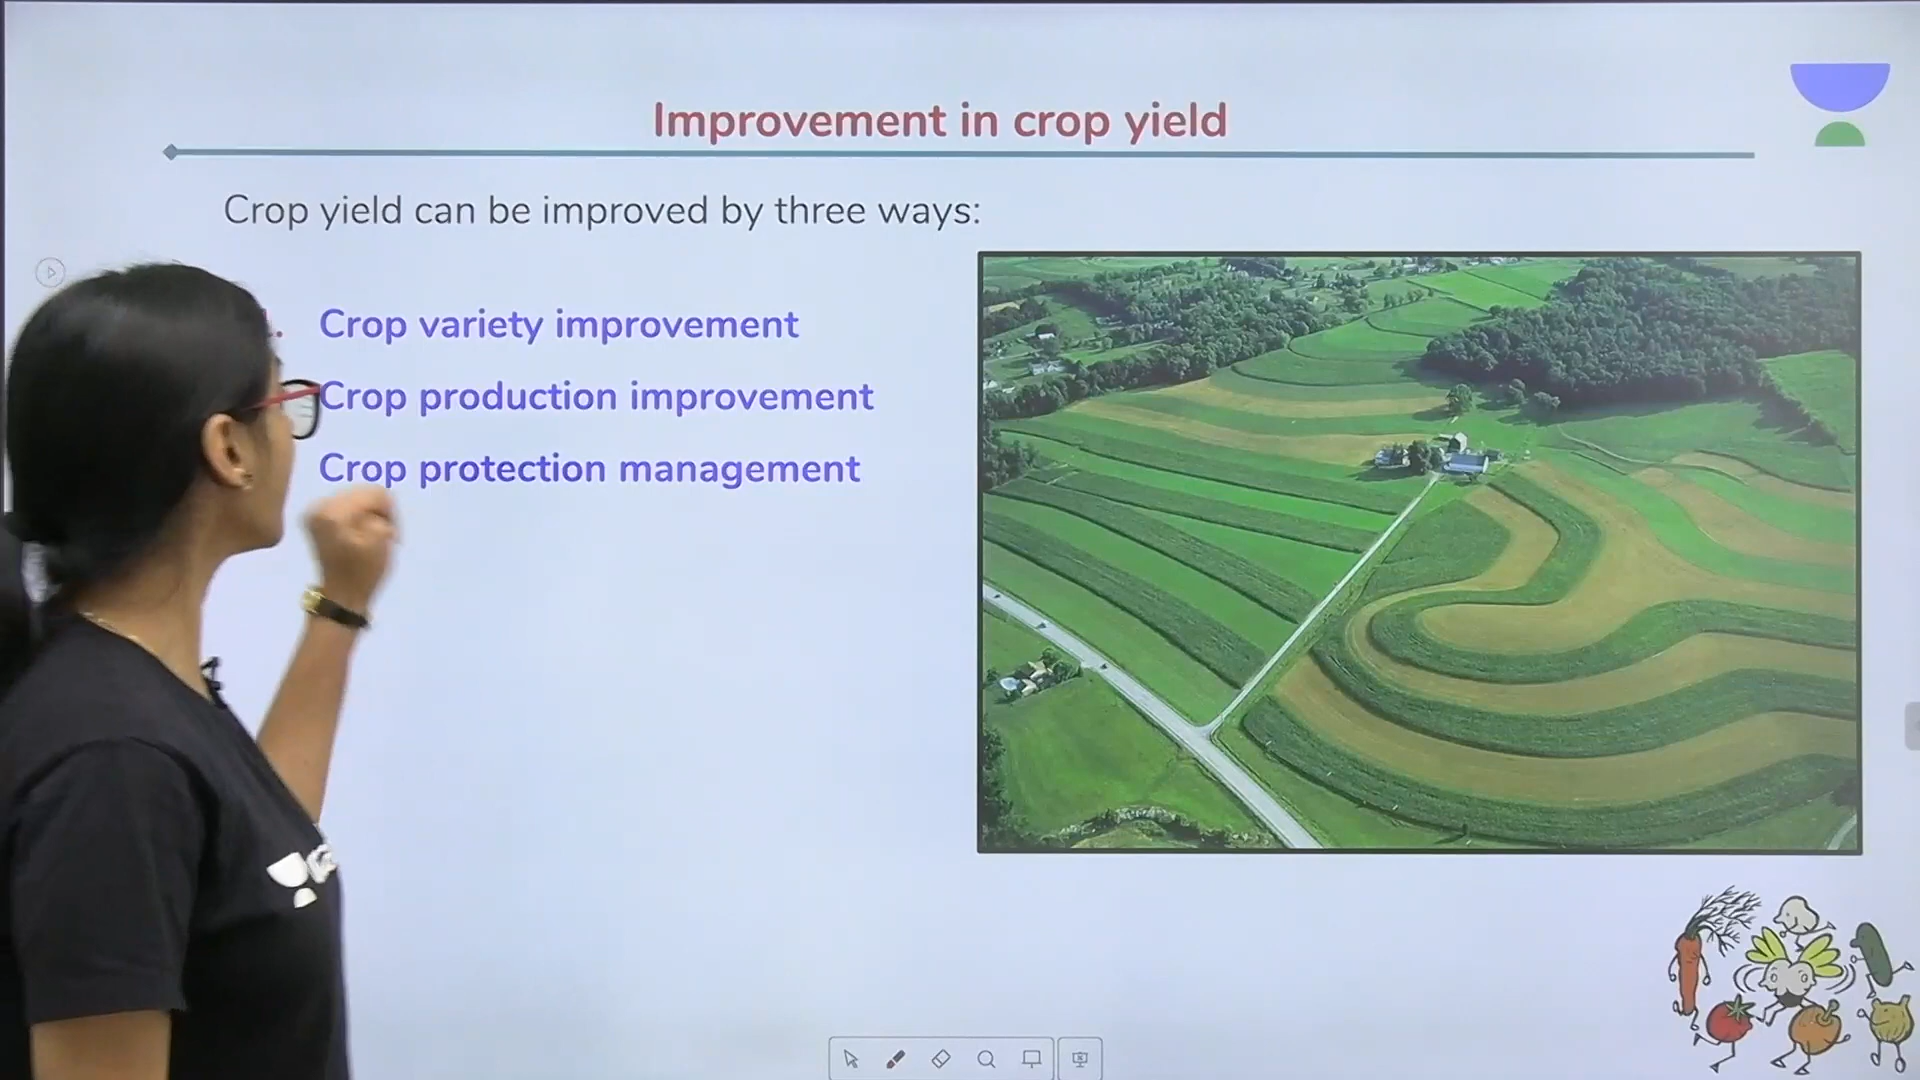 Improvement in crop yield
Crop yield can be improved by three ways:
Crop variety improvement
Crop production improvement
Crop protection management